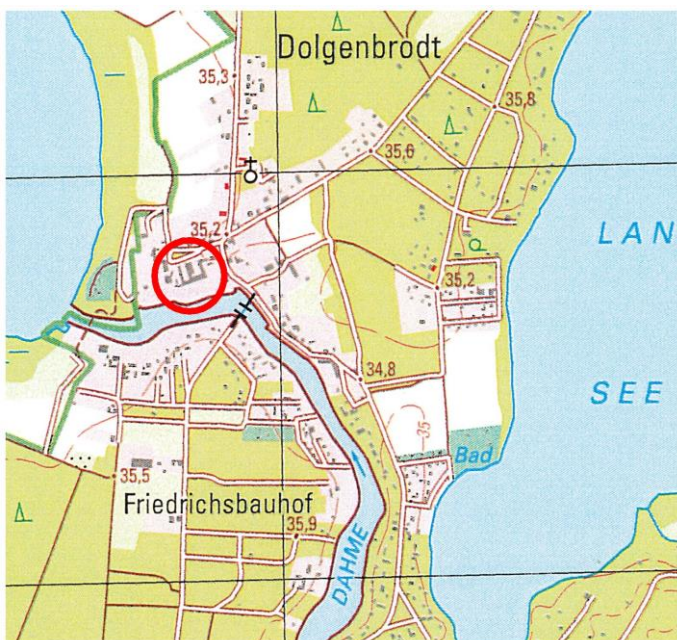 Dolgenbrodt
35,3
35,8
35,6
35,2
LAN
35,2
34,8
SEE
35
Bad
35,5
Friedrichsbauhof
35,9
DAHME